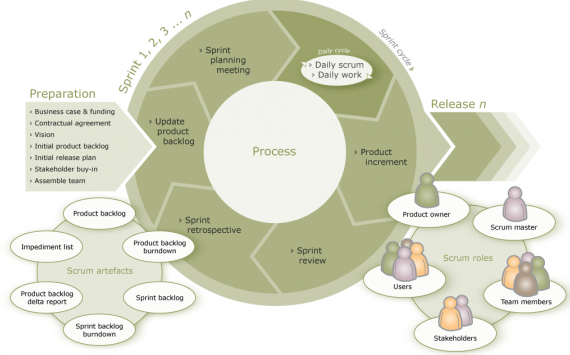 Sprint 1, 2, 3 ... n
Sprint cycle
Daily cycle
› Daily scrum
› Daily work
› Sprint
planning
meeting
› Update
product
backlog
Process
› Product
increment
› Sprint
retrospective
› Sprint
review
Preparation
› Business case & funding
› Contractual agreement
› Vision
› Initial product backlog
› Initial release plan
› Stakeholder buy-in
› Assemble team
Release n
Product backlog
Impediment list
Product backlog
burndown
Scrum artefacts
Product backlog
delta report
Sprint backlog
Sprint backlog
burndown
Product owner
Scrum master
Scrum roles
Users
Team members
Stakeholders